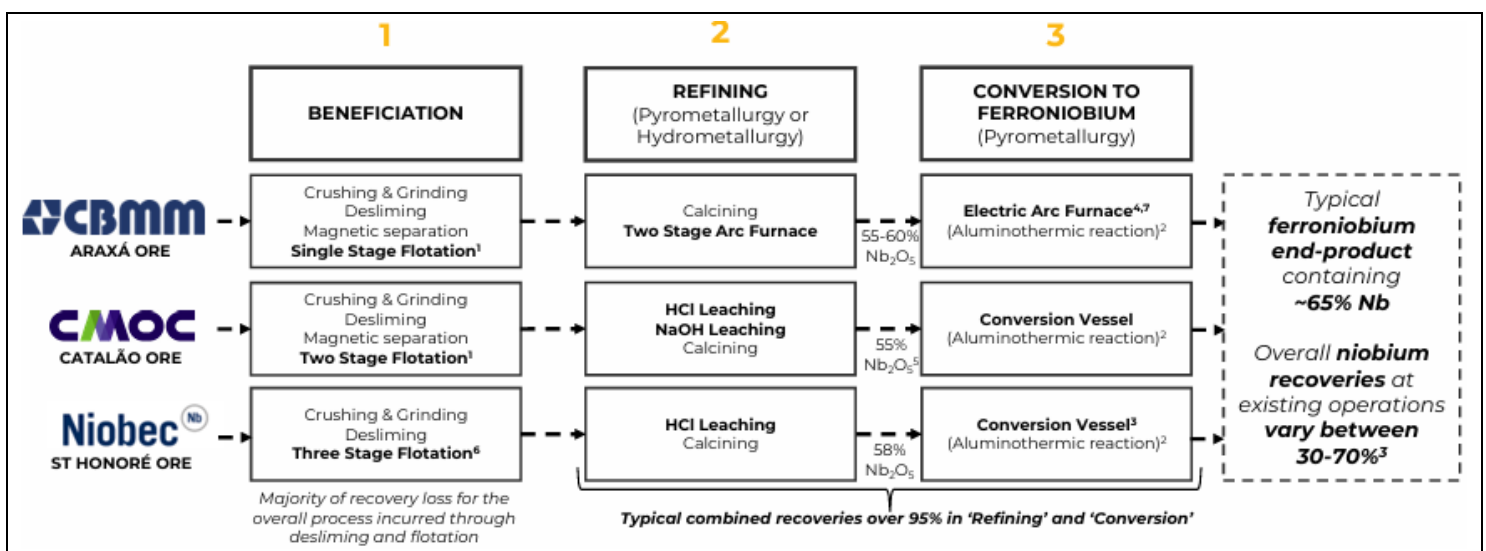 1
2
3
BENEFICIATION
REFINING
(Pyrometallurgy or
Hydrometallurgy)
CONVERSION TO
FERRONIOBIUM
(Pyrometallurgy)
CBMM
ARAXÁ ORE
Crushing & Grinding
Desliming
Magnetic separation
Single Stage Flotation¹
Calcining
Two Stage Arc Furnace
55-60%
Nb₂O₅
Electric Arc Furnace⁴,⁷
(Aluminothermic reaction)²
CMOC
CATALÃO ORE
Crushing & Grinding
Desliming
Magnetic separation
Two Stage Flotation¹
HCl Leaching
NaOH Leaching
Calcining
55%
Nb₂O₅⁵
Conversion Vessel
(Aluminothermic reaction)²
Niobec Nb
ST HONORÉ ORE
Crushing & Grinding
Desliming
Three Stage Flotation⁶
HCl Leaching
Calcining
58%
Nb₂O₅
Conversion Vessel³
(Aluminothermic reaction)²
Typical
ferroniobium
end-product
containing
~65% Nb
Overall niobium
recoveries at
existing operations
vary between
30-70%³
Majority of recovery loss for the
overall process incurred through
desliming and flotation
Typical combined recoveries over 95% in ‘Refining’ and ‘Conversion’